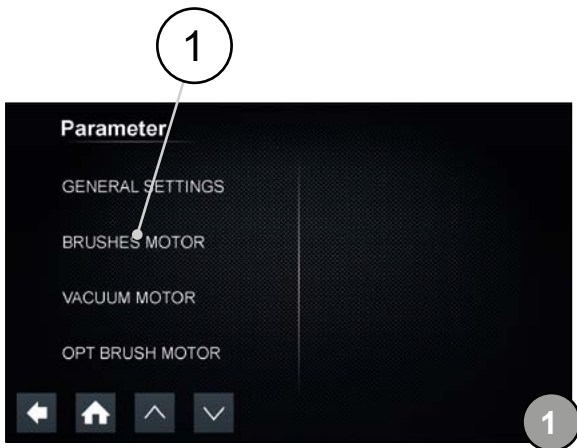 1
Parameter
GENERAL SETTINGS
BRUSHES MOTOR
VACUUM MOTOR
OPT BRUSH MOTOR
1